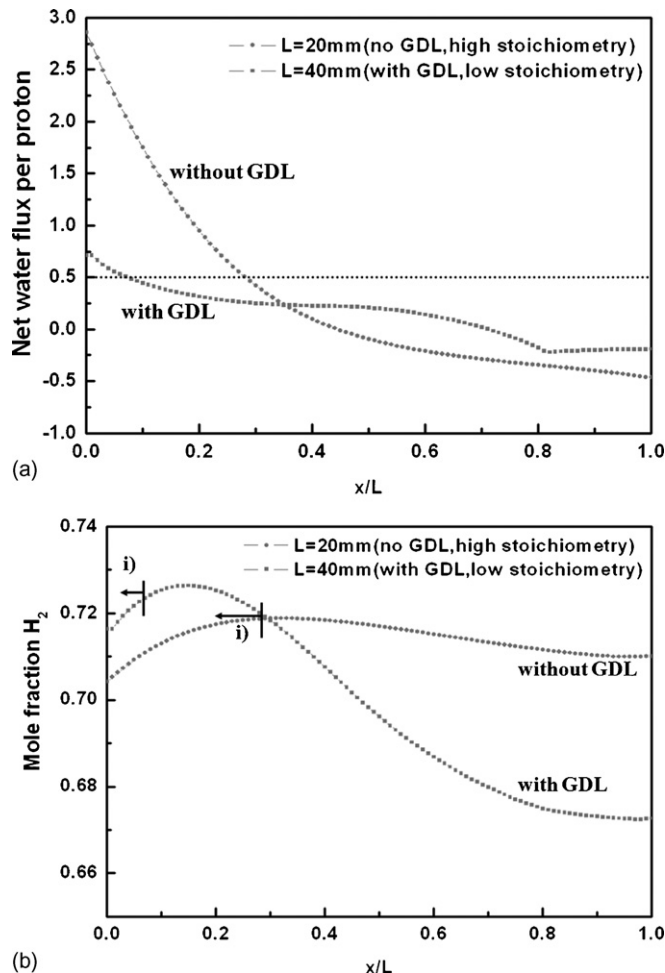 L=20mm(no GDL,high stoichiometry)
L=40mm(with GDL,low stoichiometry)
without GDL
with GDL
Net water flux per proton
3.0
2.5
2.0
1.5
1.0
0.5
0.0
-0.5
-1.0
0.0 0.2 0.4 0.6 0.8 1.0
x/L
(a)
L=20mm(no GDL,high stoichiometry)
L=40mm(with GDL,low stoichiometry)
i)
i)
without GDL
with GDL
Mole fraction H2
0.74
0.72
0.70
0.68
0.66
0.0 0.2 0.4 0.6 0.8 1.0
x/L
(b)